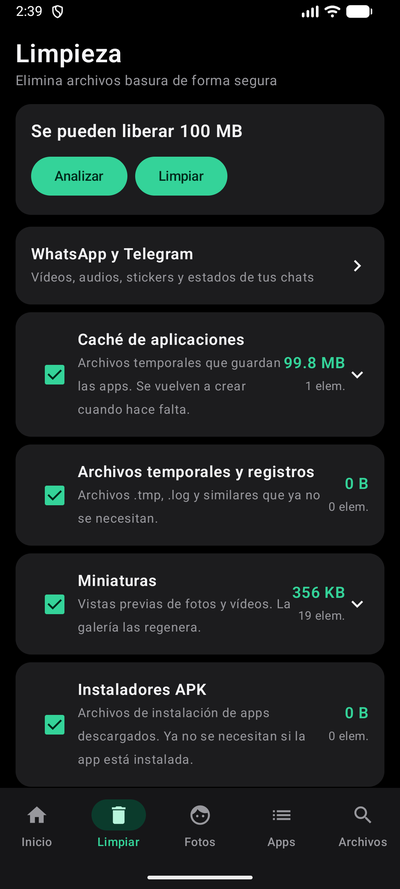 2:39
Limpieza
Elimina archivos basura de forma segura
Se pueden liberar 100 MB
Analizar
Limpiar
WhatsApp y Telegram
Vídeos, audios, stickers y estados de tus chats
Caché de aplicaciones
Archivos temporales que guardan
las apps. Se vuelven a crear
cuando hace falta.
99.8 MB
1 elem.
Archivos temporales y registros
Archivos .tmp, .log y similares que ya no
se necesitan.
0 B
0 elem.
Miniaturas
Vistas previas de fotos y vídeos. La
galería las regenera.
356 KB
19 elem.
Instaladores APK
Archivos de instalación de apps
descargados. Ya no se necesitan si la
app está instalada.
0 B
0 elem.
Inicio
Limpiar
Fotos
Apps
Archivos